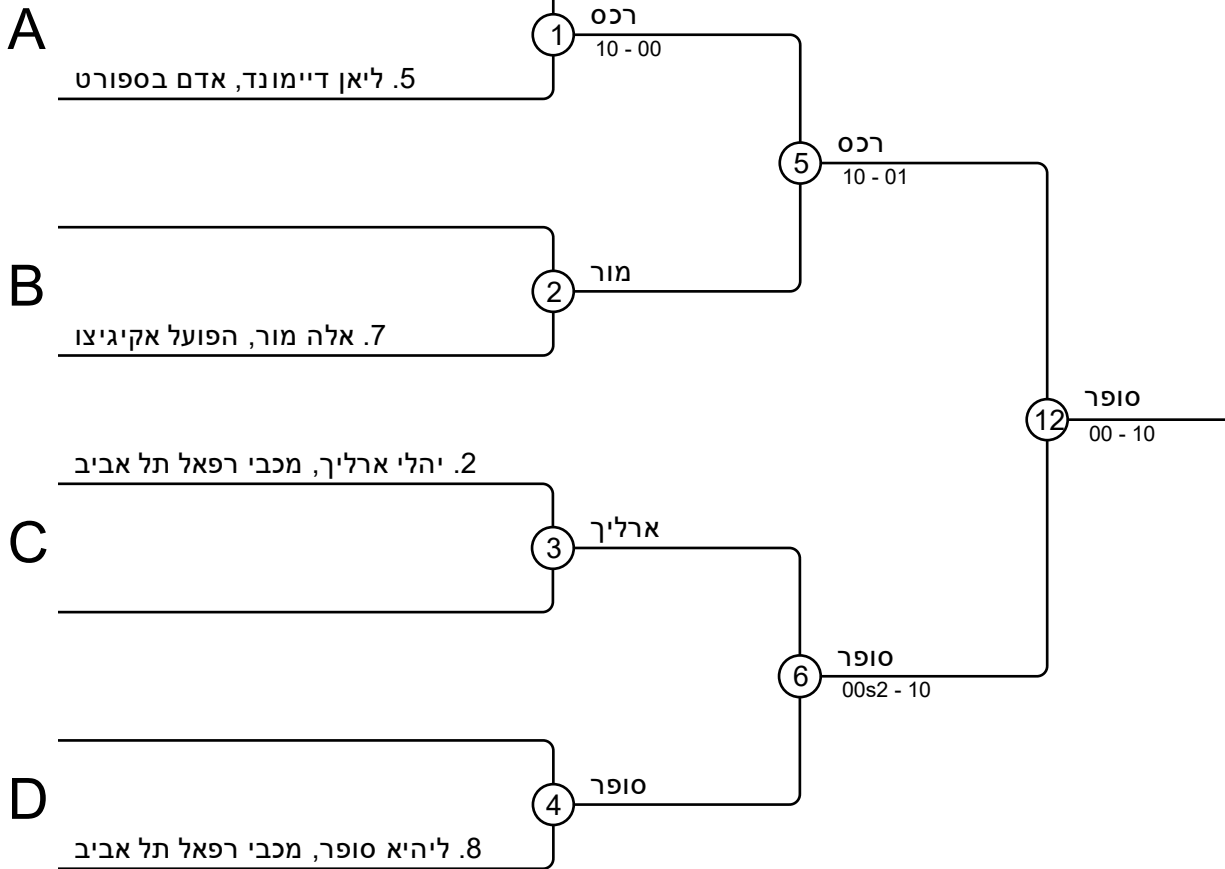 A
1
רכס
10 - 00
5. ליאן דיימונד, אדם בספורט
5
רכס
10 - 01
B
2
מור
7. אלה מור, הפועל אקיגיצו
12
סופר
00 - 10
2. יהלי ארליך, מכבי רפאל תל אביב
C
3
ארליך
6
סופר
00s2 - 10
D
4
סופר
8. ליהיא סופר, מכבי רפאל תל אביב